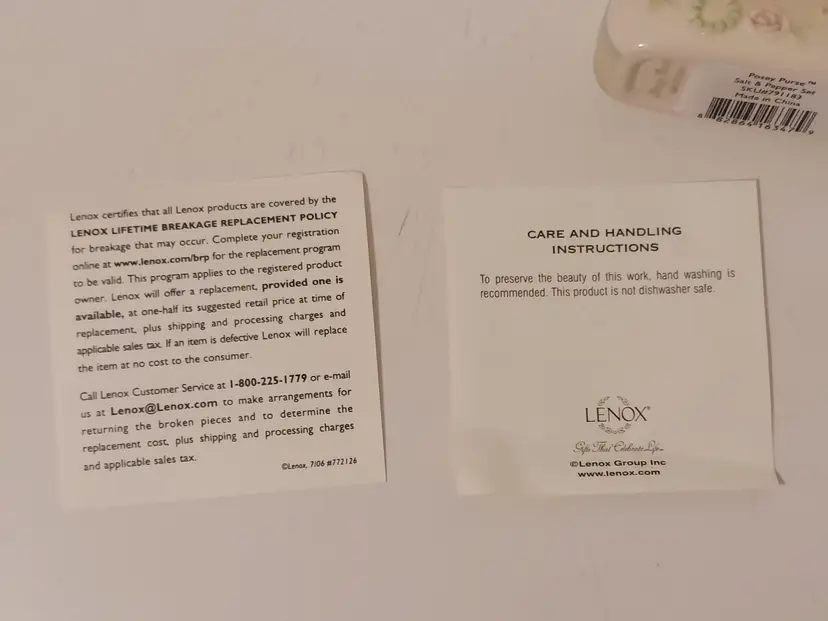 Posey Purse™
Salt & Pepper Set
SKU#791183
Made in China
8 82864 16347 9
Lenox certifies that all Lenox products are covered by the
LENOX LIFETIME BREAKAGE REPLACEMENT POLICY
for breakage that may occur. Complete your registration
online at www.lenox.com/brp for the replacement program
to be valid. This program applies to the registered product
owner. Lenox will offer a replacement, provided one is
available, at one-half its suggested retail price at time of
replacement, plus shipping and processing charges and
applicable sales tax. If an item is defective Lenox will replace
the item at no cost to the consumer.
Call Lenox Customer Service at 1-800-225-1779 or e-mail
us at Lenox@Lenox.com to make arrangements for
returning the broken pieces and to determine the
replacement cost, plus shipping and processing charges
and applicable sales tax.
©Lenox, 7/06 #772126
CARE AND HANDLING
INSTRUCTIONS
To preserve the beauty of this work, hand washing is
recommended. This product is not dishwasher safe.
LENOX®
Gifts That Celebrate Life™
©Lenox Group Inc
www.lenox.com